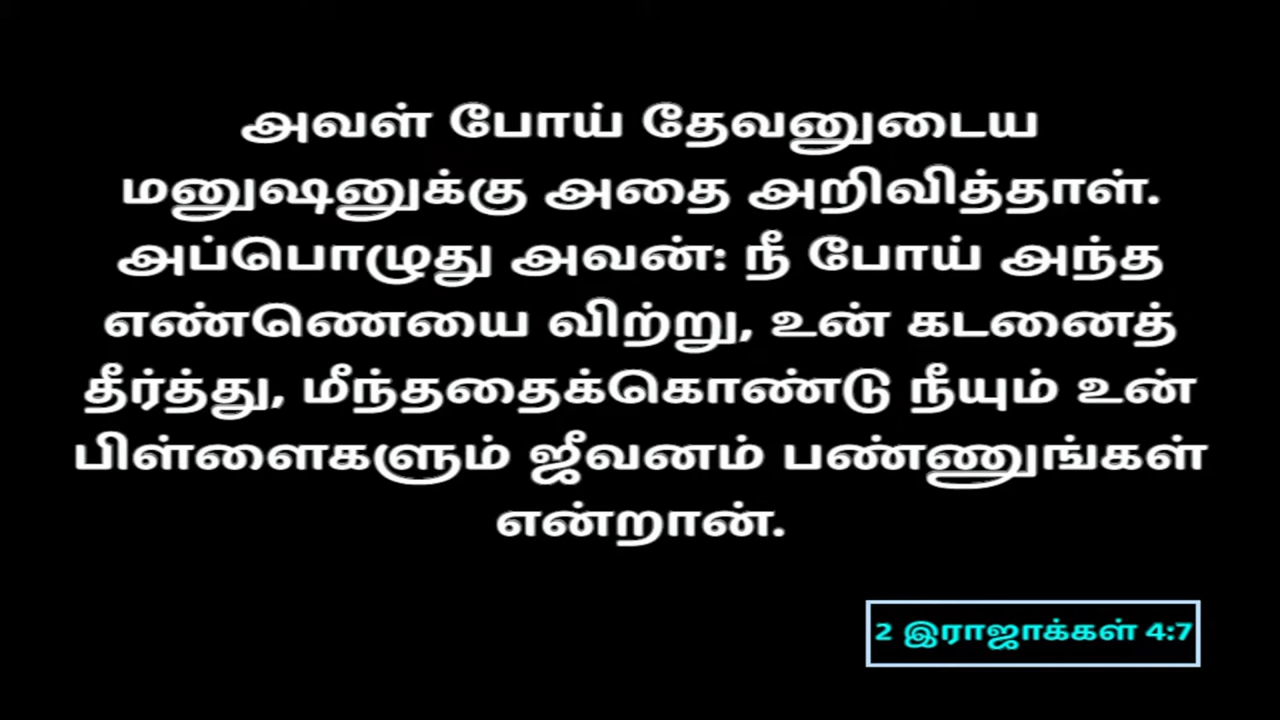 அவள் போய் தேவனுடைய
மனுஷனுக்கு அதை அறிவித்தாள்.
அப்பொழுது அவன்: நீ போய் அந்த
எண்ணெயை விற்று, உன் கடனைத்
தீர்த்து, மீந்ததைக்கொண்டு நீயும் உன்
பிள்ளைகளும் ஜீவனம் பண்ணுங்கள்
என்றான்.
2 இராஜாக்கள் 4:7